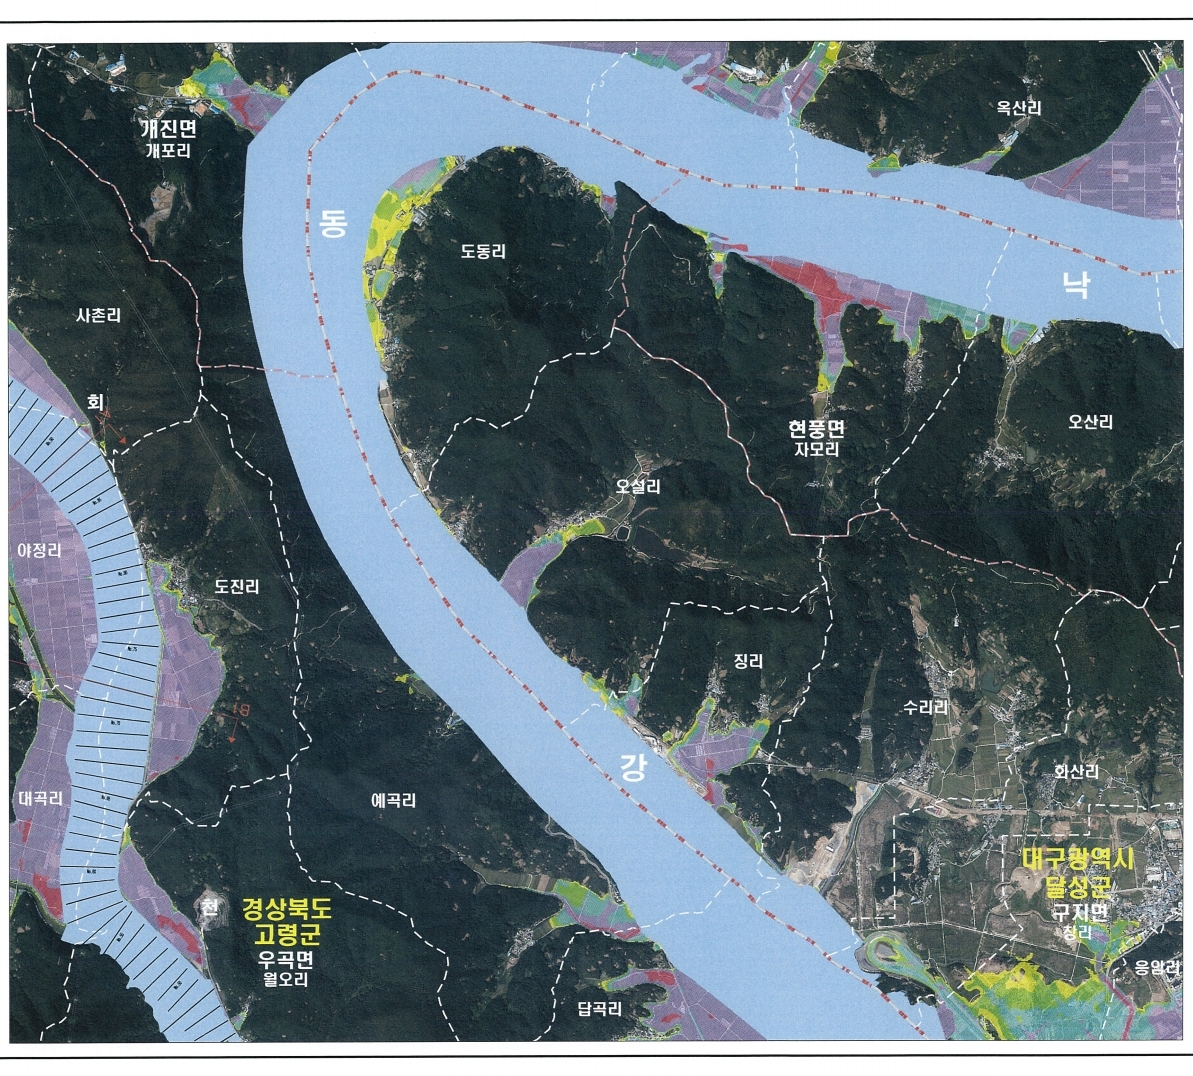 옥산리
개진면
개포리
동
도동리
낙
사촌리
회
현풍면
자모리
오산리
오설리
야정리
도진리
징리
수리리
18
강
화산리
대곡리
예곡리
대구광역시
달성군
구지면
징리
천
경상북도
고령군
우곡면
월오리
응암리
답곡리